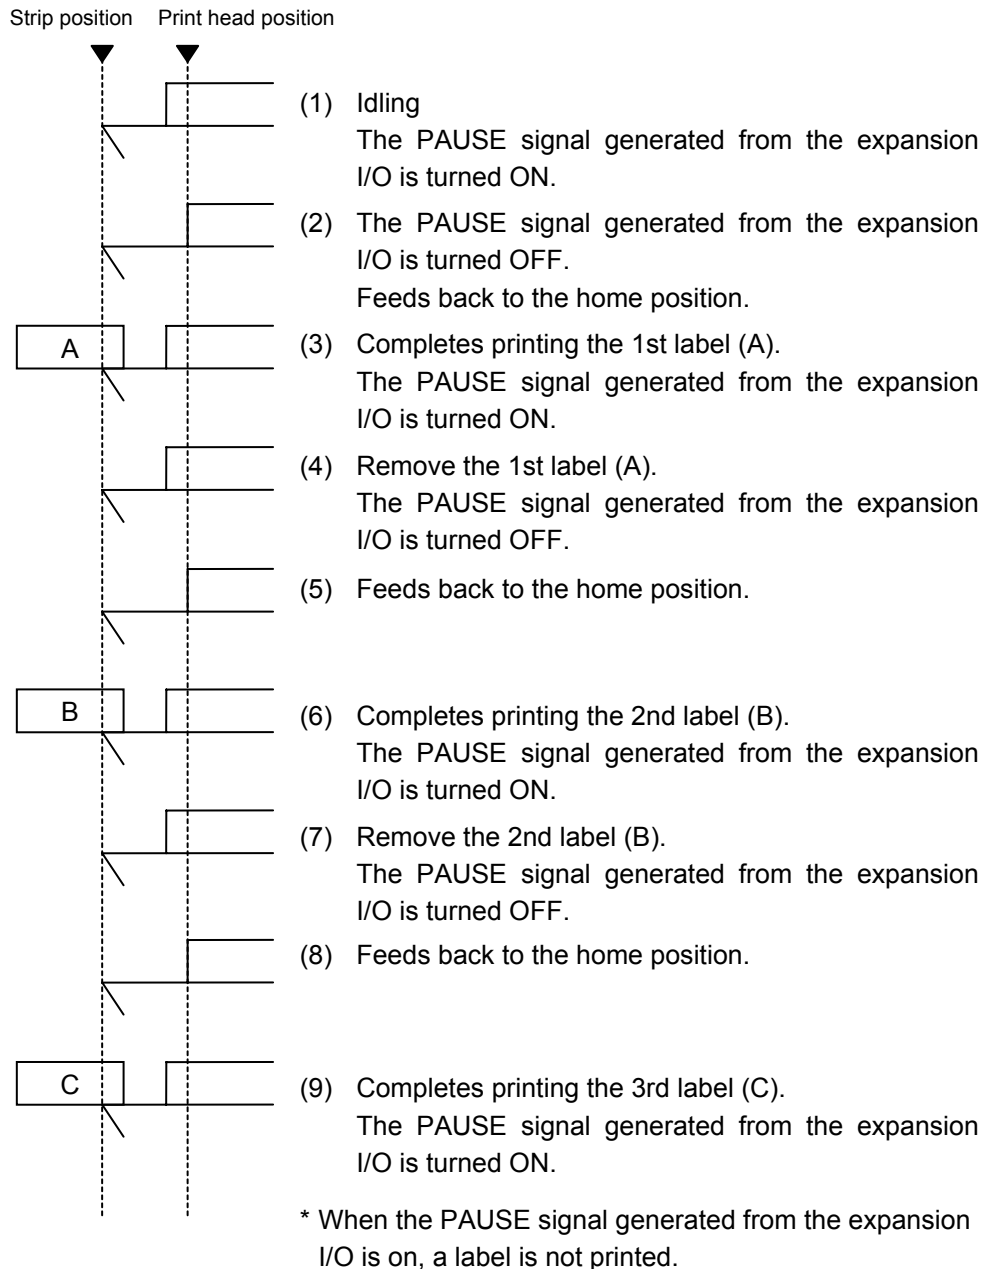 Strip position Print head position
(1) Idling
The PAUSE signal generated from the expansion
I/O is turned ON.
(2) The PAUSE signal generated from the expansion
I/O is turned OFF.
Feeds back to the home position.
A
(3) Completes printing the 1st label (A).
The PAUSE signal generated from the expansion
I/O is turned ON.
(4) Remove the 1st label (A).
The PAUSE signal generated from the expansion
I/O is turned OFF.
(5) Feeds back to the home position.
B
(6) Completes printing the 2nd label (B).
The PAUSE signal generated from the expansion
I/O is turned ON.
(7) Remove the 2nd label (B).
The PAUSE signal generated from the expansion
I/O is turned OFF.
(8) Feeds back to the home position.
C
(9) Completes printing the 3rd label (C).
The PAUSE signal generated from the expansion
I/O is turned ON.
* When the PAUSE signal generated from the expansion
I/O is on, a label is not printed.